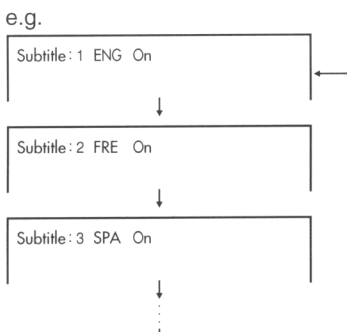 e.g.
Subtitle : 1 ENG On
Subtitle : 2 FRE On
Subtitle : 3 SPA On